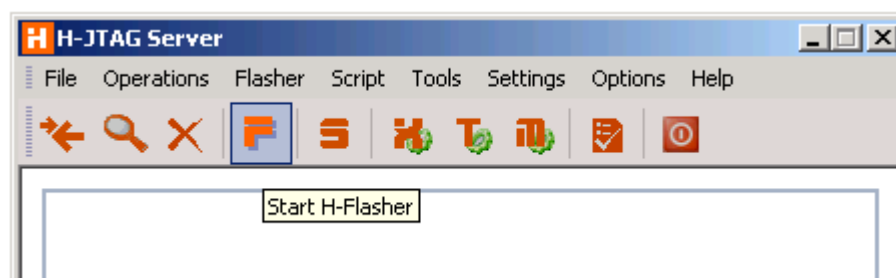 H-JTAG Server
File Operations Flasher Script Tools Settings Options Help
Start H-Flasher